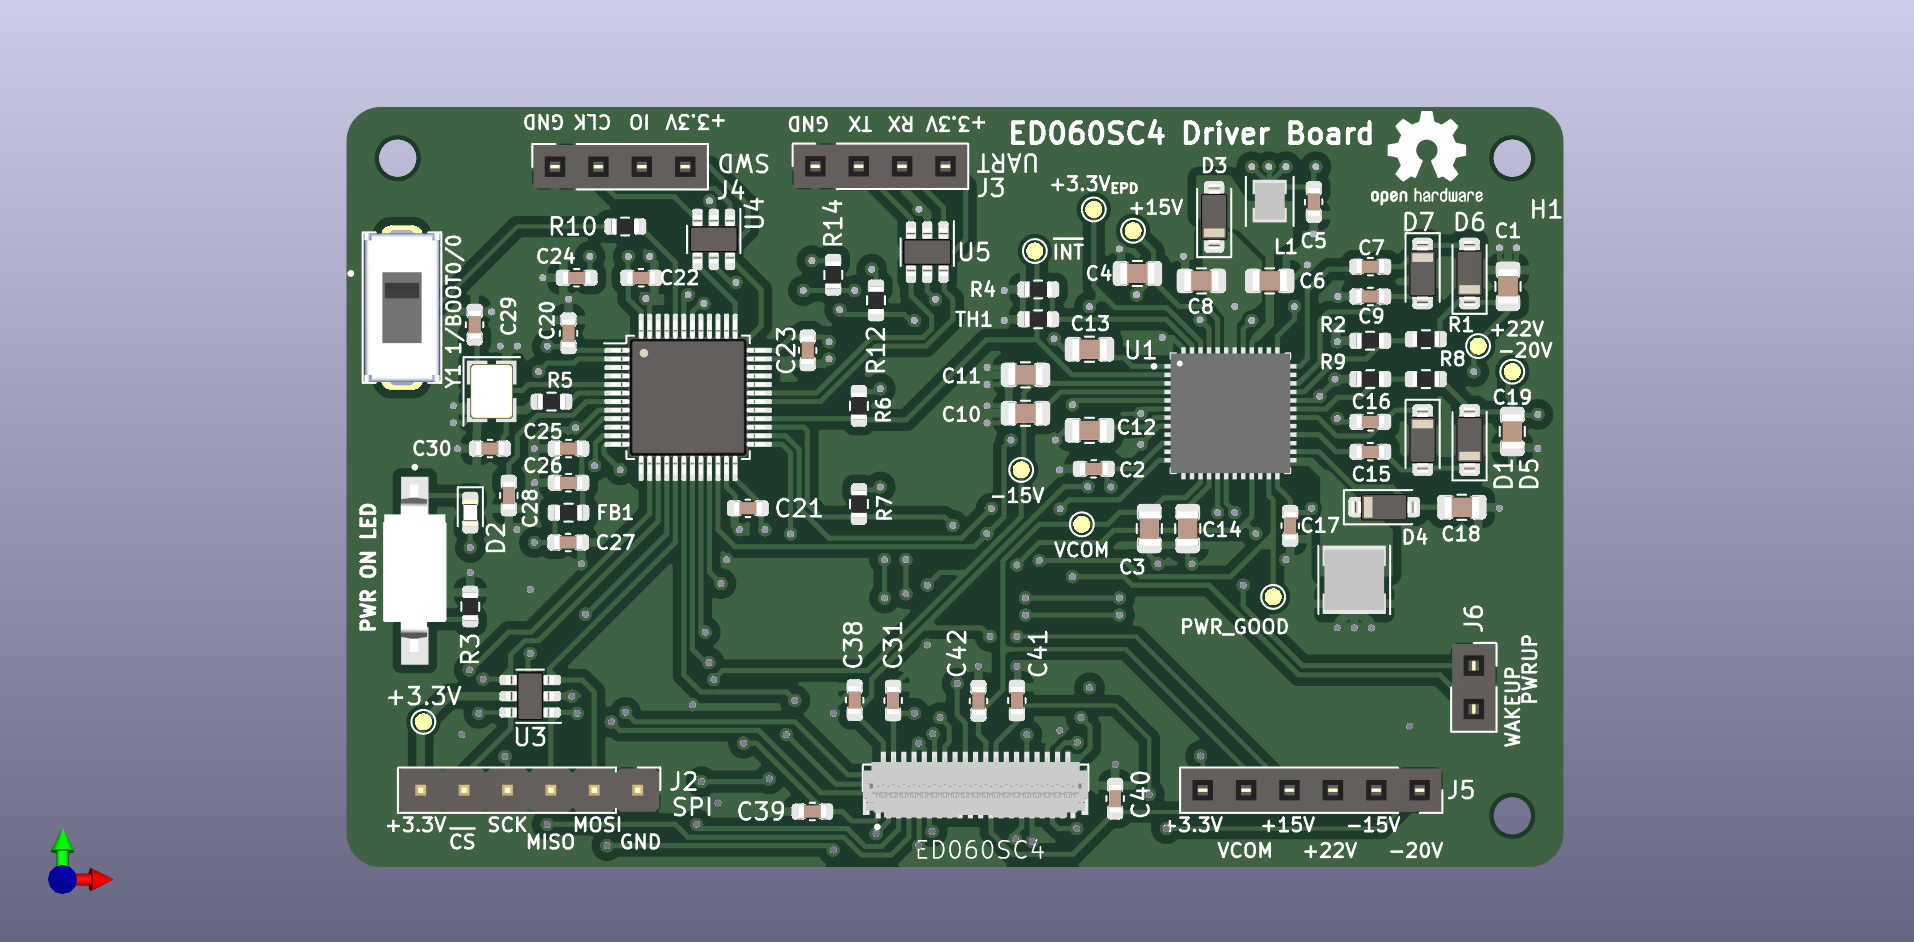 GND CLK IO +3.3V
GND TX RX +3.3V
ED060SC4 Driver Board
SWD
UART
J4
J3
D3
open hardware
+3.3VEPD
+15V
H1
R10
U4
R14
U5
INT
L1
C5
D7
D6
C1
C24
C22
C4
C8
C6
C7
C9
R4
TH1
C13
Y1 1/BOOT0/0
C29
C20
C23
R12
U1
R2
R1
+22V
-20V
R9
R8
R5
C11
C10
R6
C12
C16
C19
C30
C25
C26
C2
C15
D1
D5
-15V
C28
FB1
C21
R7
C14
C17
D4
C18
PWR ON LED
D2
C27
VCOM
C3
R3
C38
C31
C42
C41
PWR_GOOD
J6
WAKEUP
PWRUP
+3.3V
U3
J2
SPI
C39
C40
J5
+3.3V SCK MOSI
CS MISO GND
ED060SC4
+3.3V +15V -15V
VCOM +22V -20V